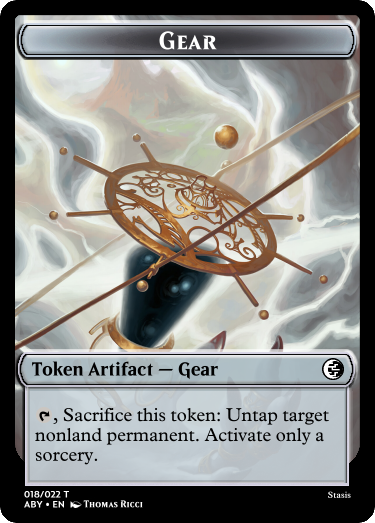 GEAR
Token Artifact — Gear
, Sacrifice this token: Untap target
nonland permanent. Activate only a
sorcery.
018/022 T
ABY • EN THOMAS RICCI
Stasis